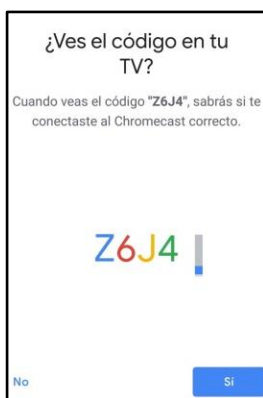 ¿Ves el código en tu
TV?
Cuando veas el código "Z6J4", sabrás si te
conectaste al Chromecast correcto.
Z6J4
No
Sí